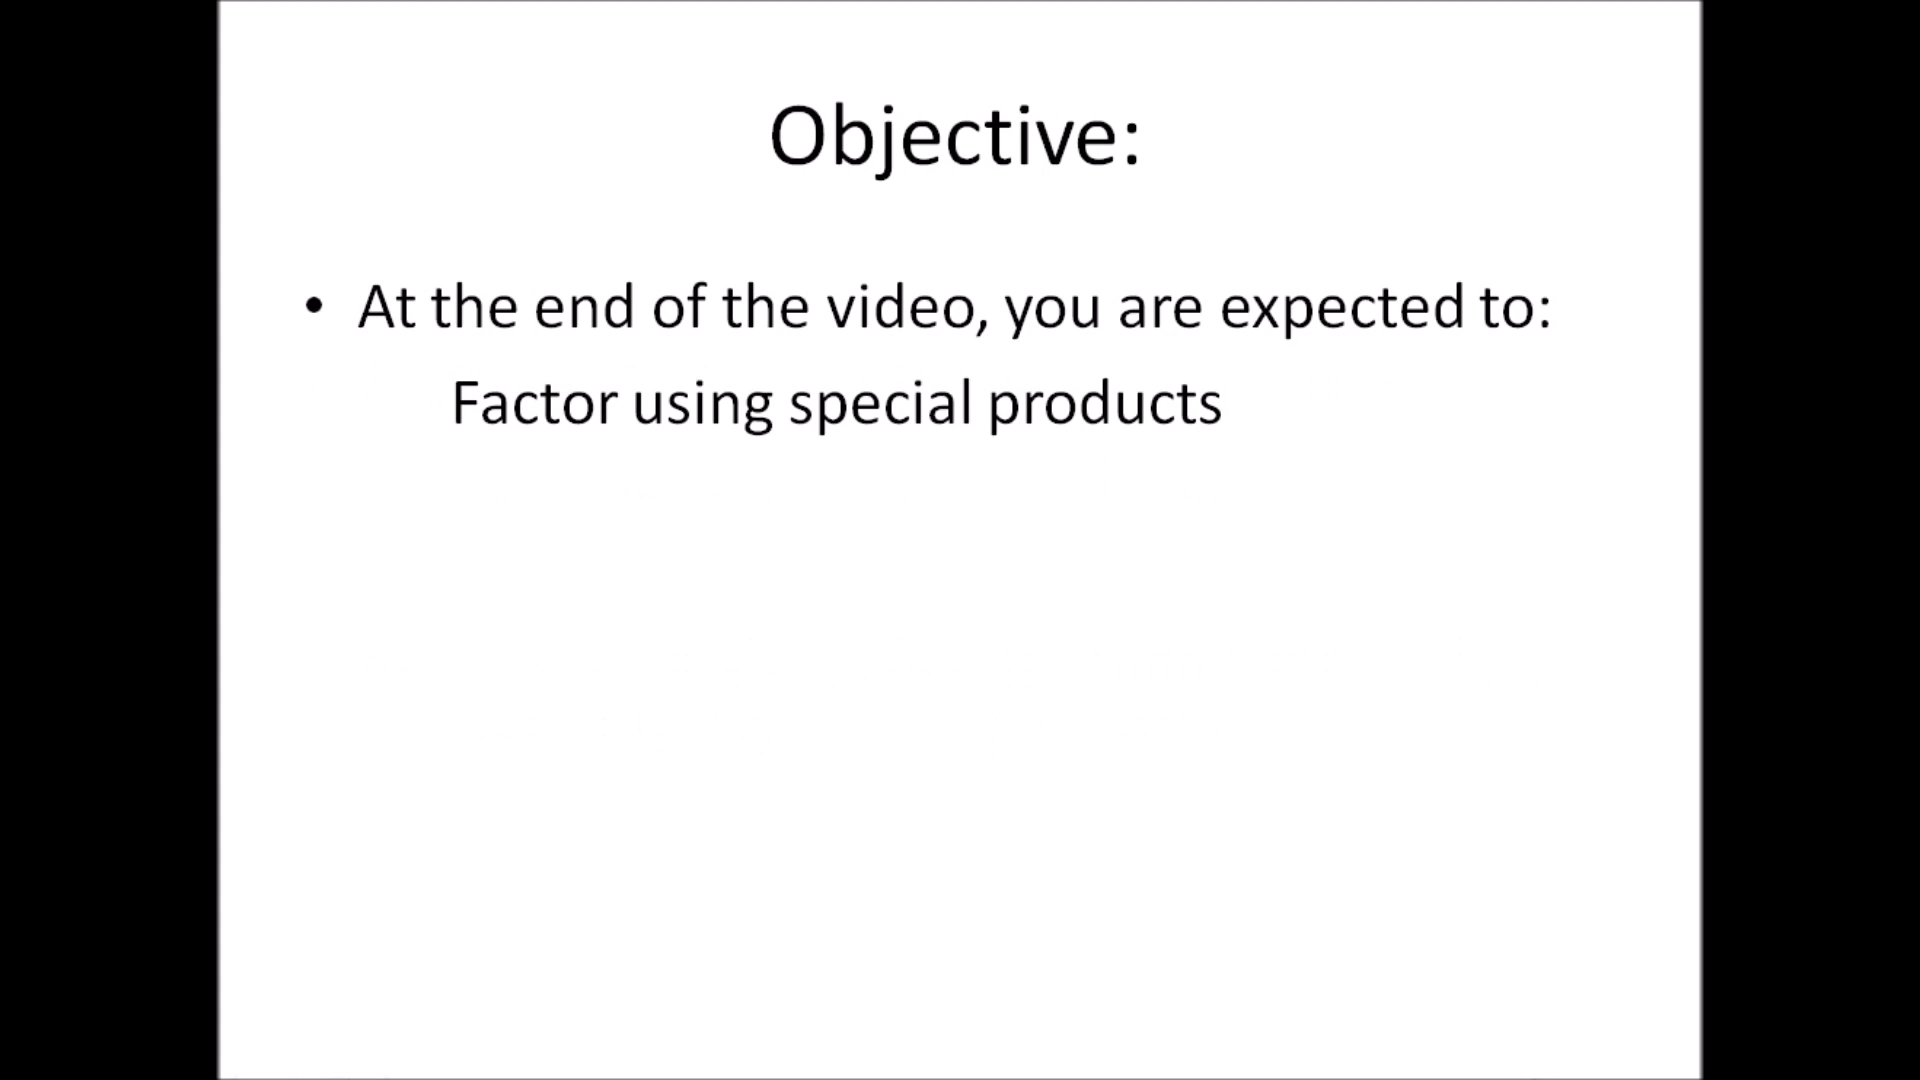 Objective:
• At the end of the video, you are expected to:
Factor using special products